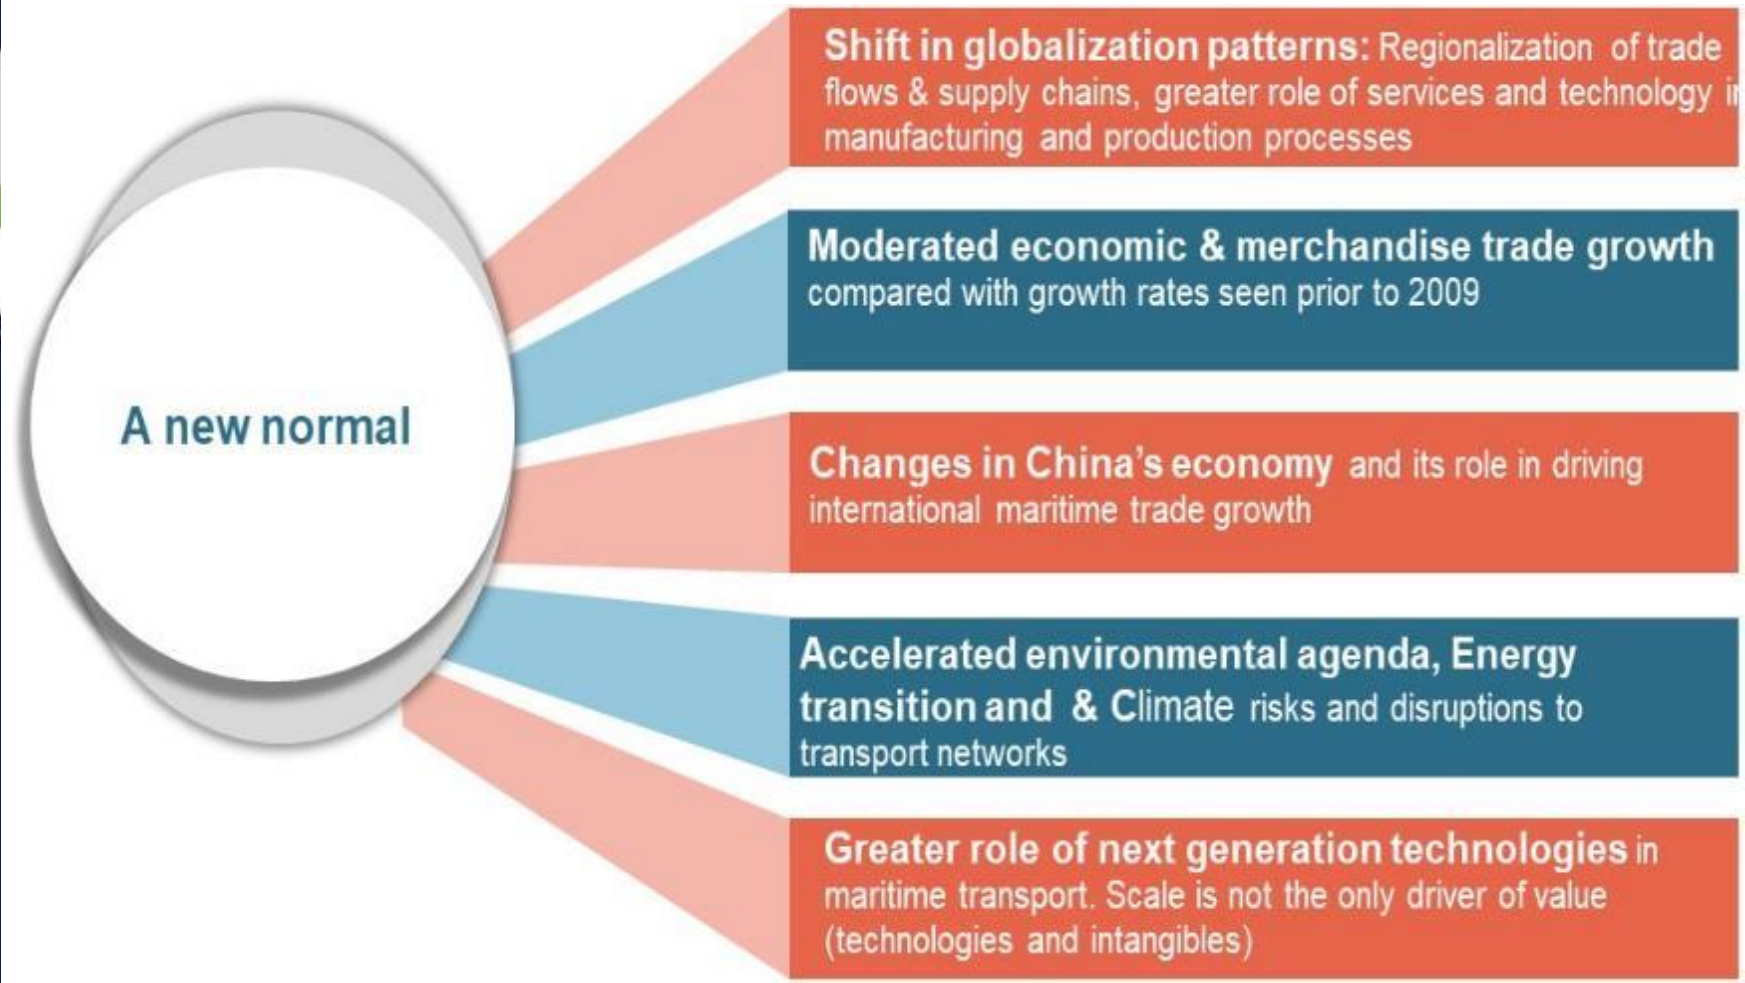 Shift in globalization patterns: Regionalization of trade
flows & supply chains, greater role of services and technology in
manufacturing and production processes
Moderated economic & merchandise trade growth
compared with growth rates seen prior to 2009
A new normal
Changes in China's economy and its role in driving
international maritime trade growth
Accelerated environmental agenda, Energy
transition and & Climate risks and disruptions to
transport networks
Greater role of next generation technologies in
maritime transport. Scale is not the only driver of value
(technologies and intangibles)